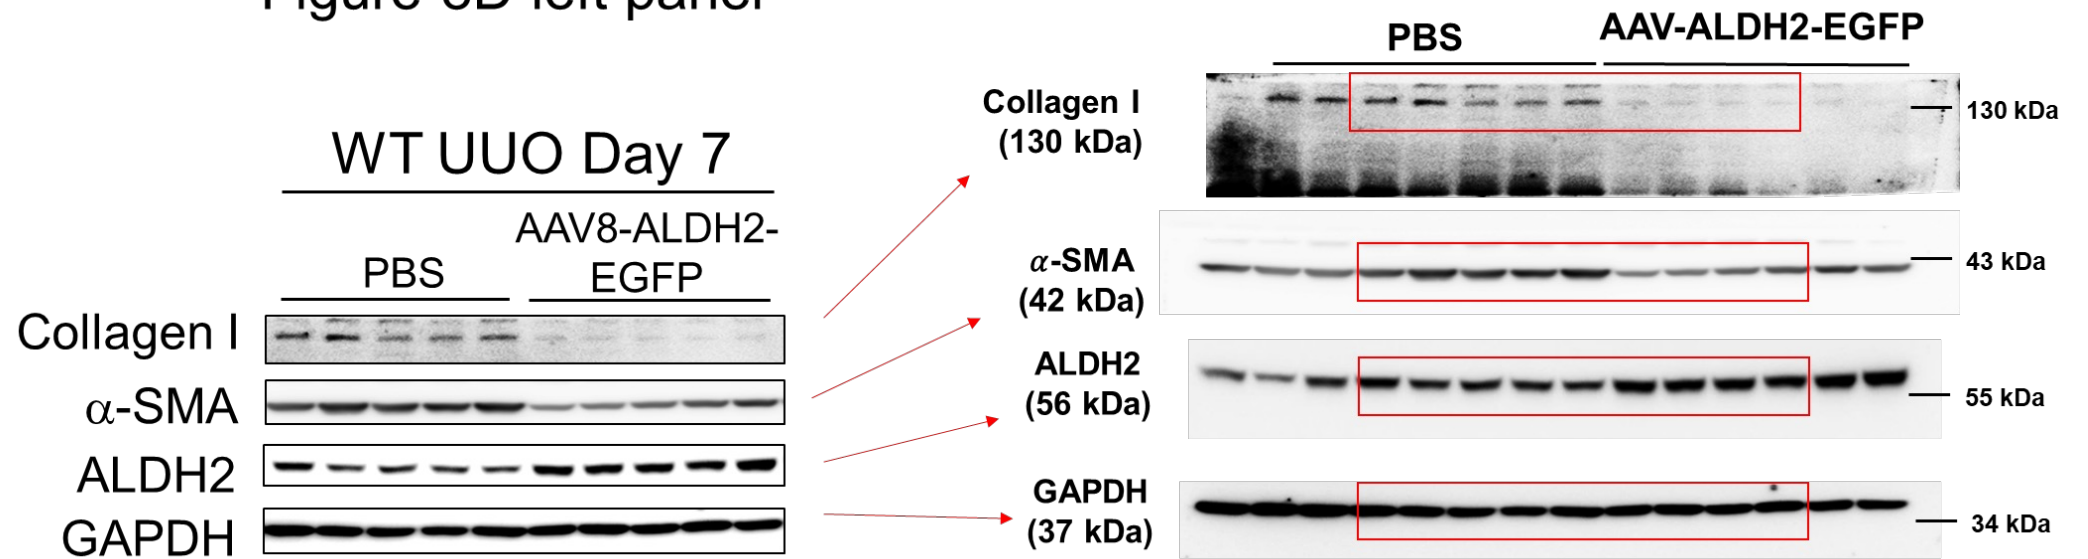 Figure 6D left panel
WT UUO Day 7
PBS
AAV8-ALDH2-
EGFP
Collagen I
α-SMA
ALDH2
GAPDH
PBS
AAV-ALDH2-EGFP
Collagen I
(130 kDa)
130 kDa
α-SMA
(42 kDa)
43 kDa
ALDH2
(56 kDa)
55 kDa
GAPDH
(37 kDa)
34 kDa